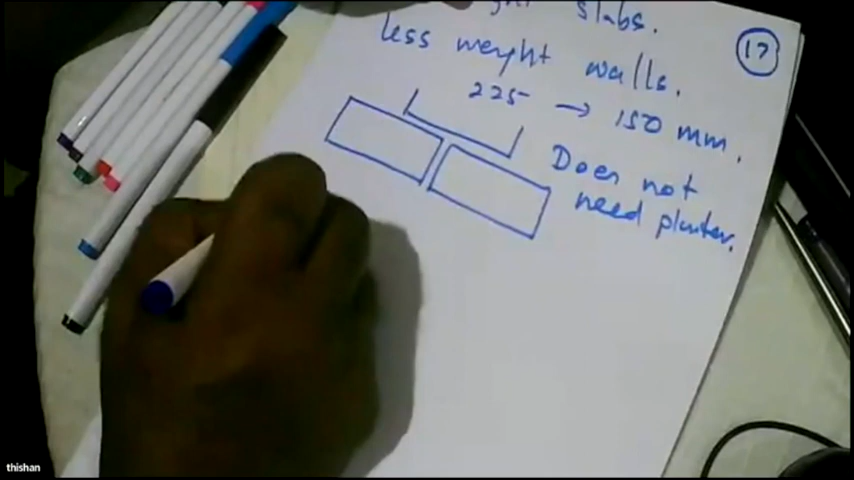 slabs.
17
less weight walls.
225 → 150 mm.
Does not
need plaster.
thishan